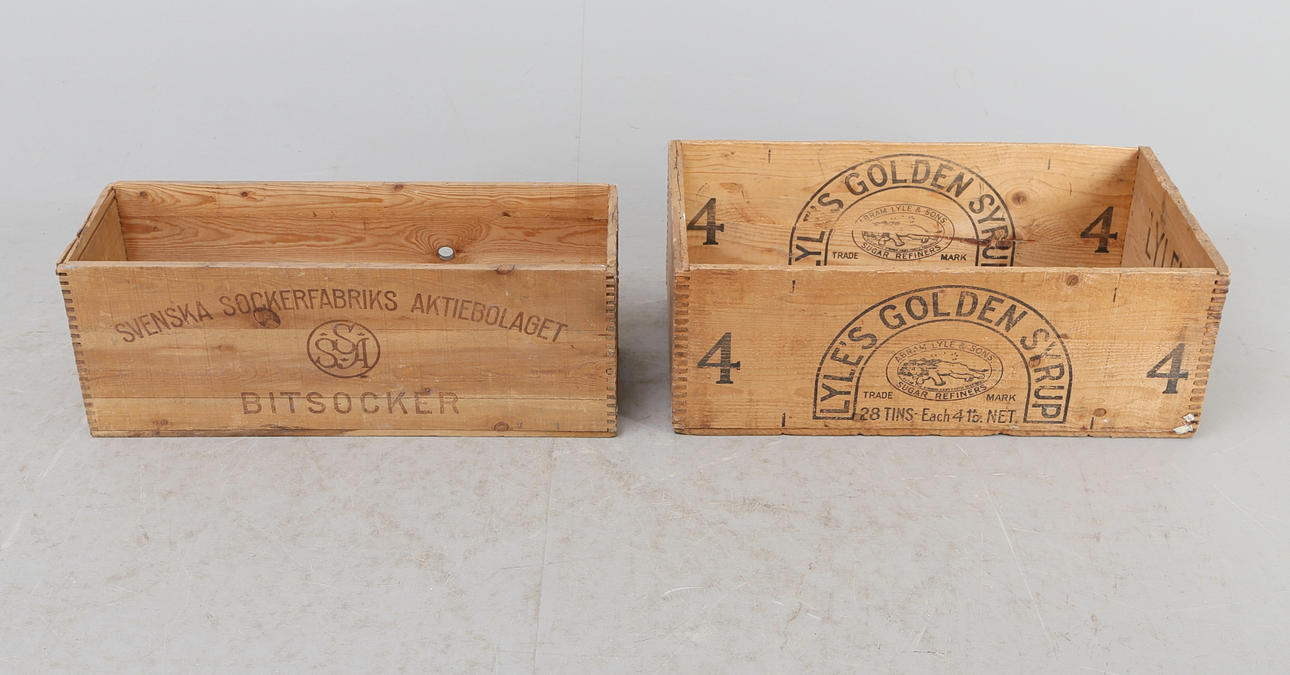 SVENSKA SOCKERFABRIKS AKTIEBOLAGET
SSA
BITSOCKER
4
LYLE'S GOLDEN SYRUP
4
ABRAM LYLE & SONS
SUGAR REFINERS
TRADE MARK
LYLE
4
LYLE'S GOLDEN SYRUP
4
ABRAM LYLE & SONS
SUGAR REFINERS
TRADE MARK
28 TINS- Each 4 lb. NET.